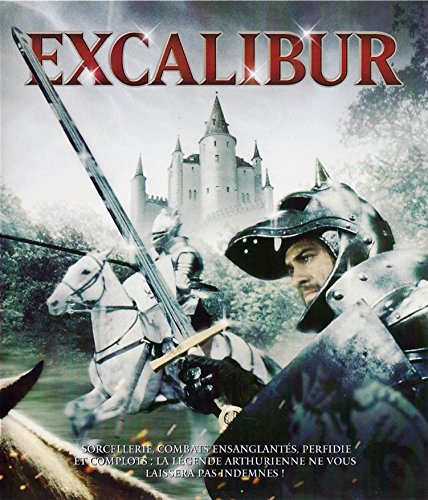 EXCALIBUR
SORCELLERIE, COMBATS ENSANGLANTÉS, PERFIDIE
ET COMPLOTS : LA LÉGENDE ARTHURIENNE NE VOUS
LAISSERA PAS INDEMNES !